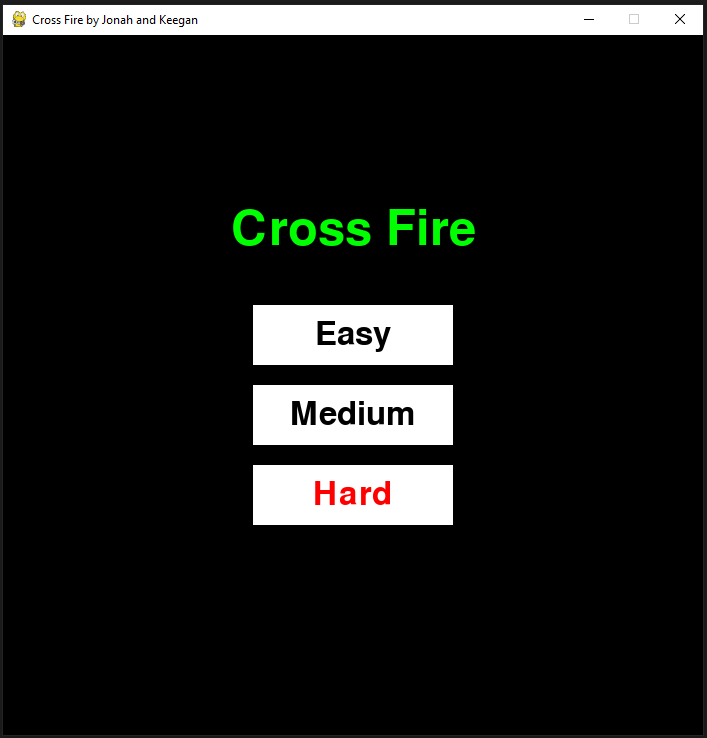 Cross Fire by Jonah and Keegan
Cross Fire
Easy
Medium
Hard